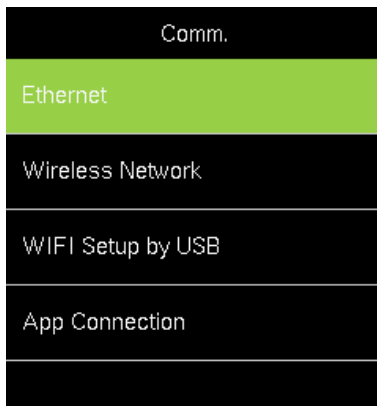 Comm.
Ethernet
Wireless Network
WIFI Setup by USB
App Connection